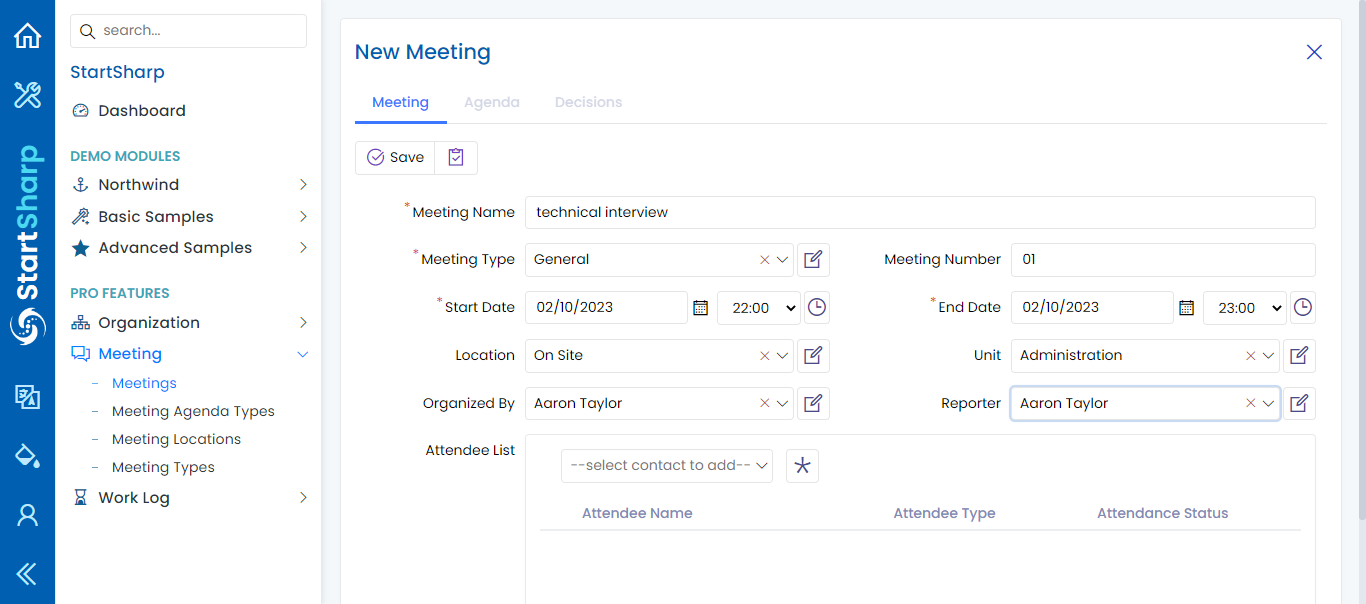 search...
StartSharp
Dashboard
DEMO MODULES
Northwind
Basic Samples
Advanced Samples
PRO FEATURES
Organization
Meeting
Meetings
Meeting Agenda Types
Meeting Locations
Meeting Types
Work Log
StartSharp
New Meeting
Meeting Agenda Decisions
Save
*Meeting Name technical interview
*Meeting Type General Meeting Number 01
*Start Date 02/10/2023 22:00 *End Date 02/10/2023 23:00
Location On Site Unit Administration
Organized By Aaron Taylor Reporter Aaron Taylor
Attendee List
--select contact to add--
Attendee Name Attendee Type Attendance Status